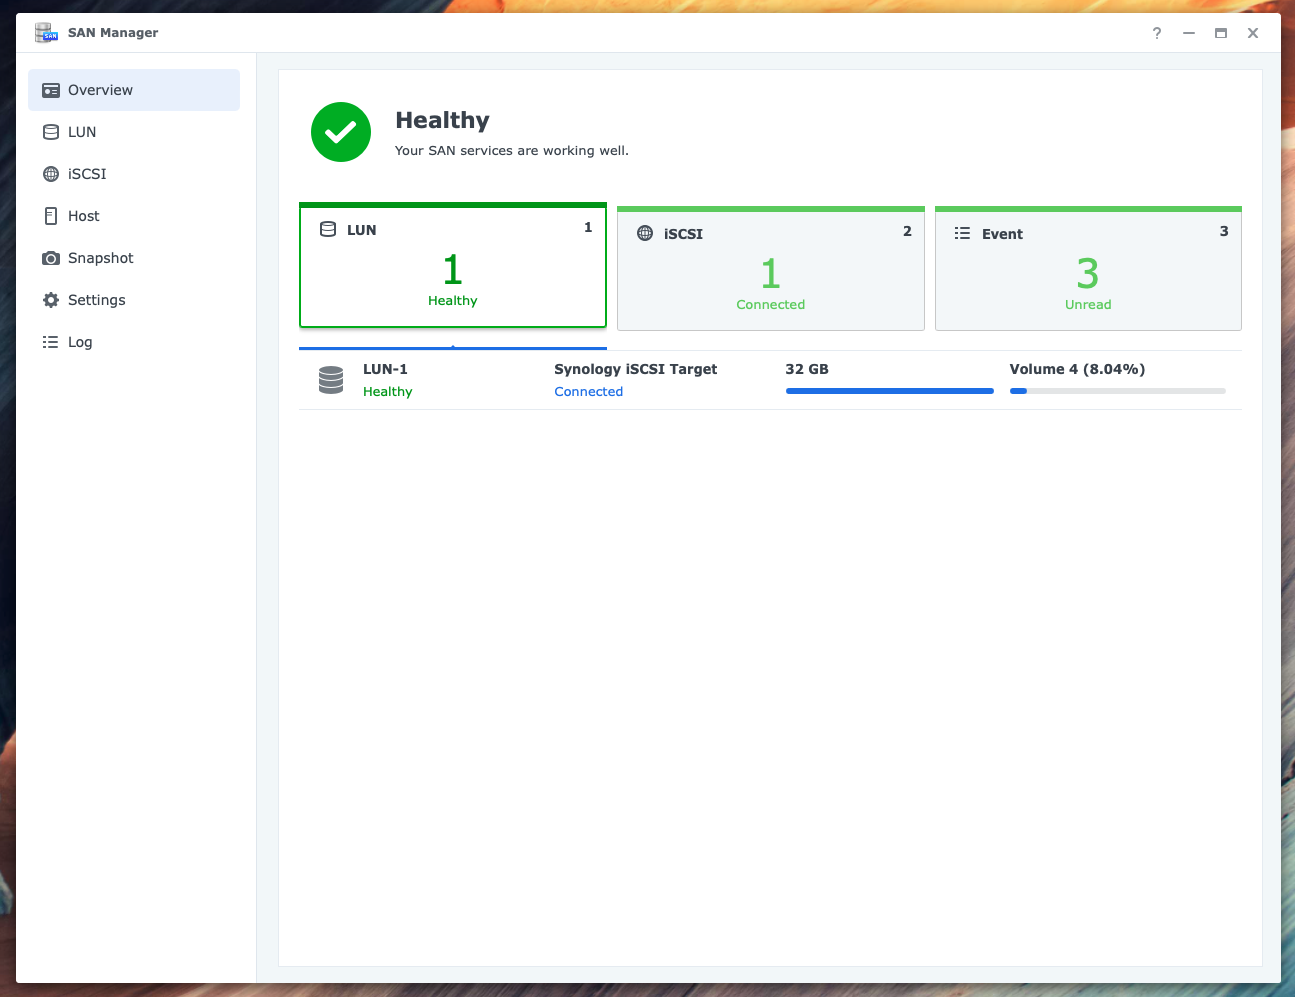 SAN Manager
?
Overview
LUN
iSCSI
Host
Snapshot
Settings
Log
Healthy
Your SAN services are working well.
LUN 1
1
Healthy
iSCSI 2
1
Connected
Event 3
3
Unread
LUN-1 Synology iSCSI Target 32 GB Volume 4 (8.04%)
Healthy Connected